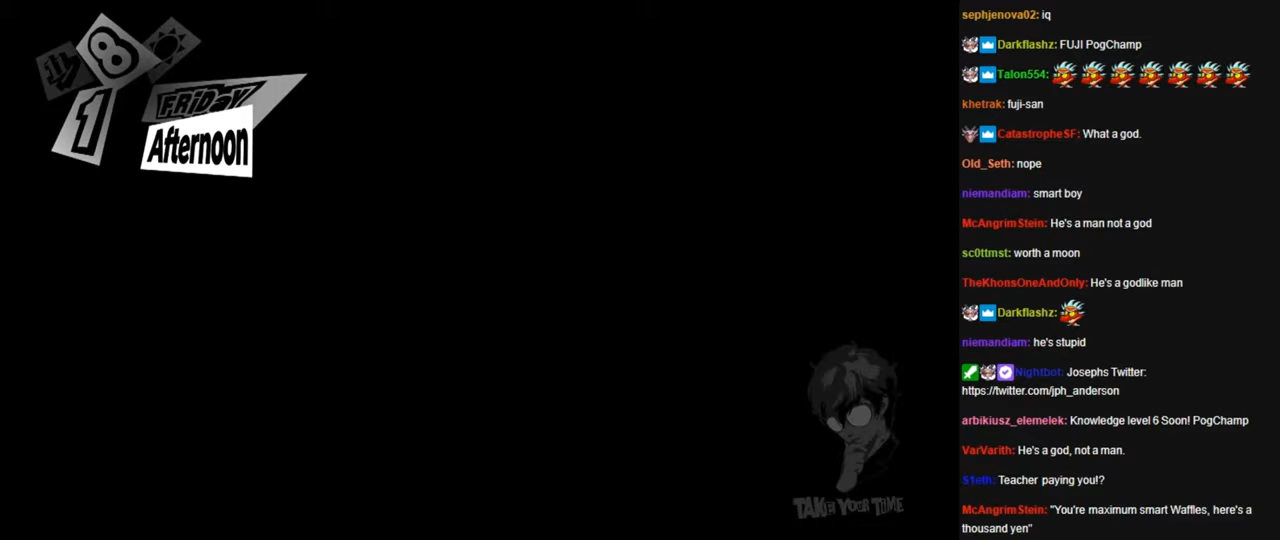 11
8
1
FRiDaY
Afternoon
TAKE YOUR TIME
sephjenova02: iq
Darkflashz: FUJI PogChamp
Talon554:
khetrak: fuji-san
CatastropheSF: What a god.
Old_Seth: nope
niemandiam: smart boy
McAngrimStein: He's a man not a god
sc0ttmst: worth a moon
TheKhonsOneAndOnly: He's a godlike man
Darkflashz:
niemandiam: he's stupid
Nightbot: Josephs Twitter:
https://twitter.com/jph_anderson
arbikiusz_elemelek: Knowledge level 6 Soon! PogChamp
VarVarith: He's a god, not a man.
S1eth: Teacher paying you!?
McAngrimStein: "You're maximum smart Waffles, here's a
thousand yen"